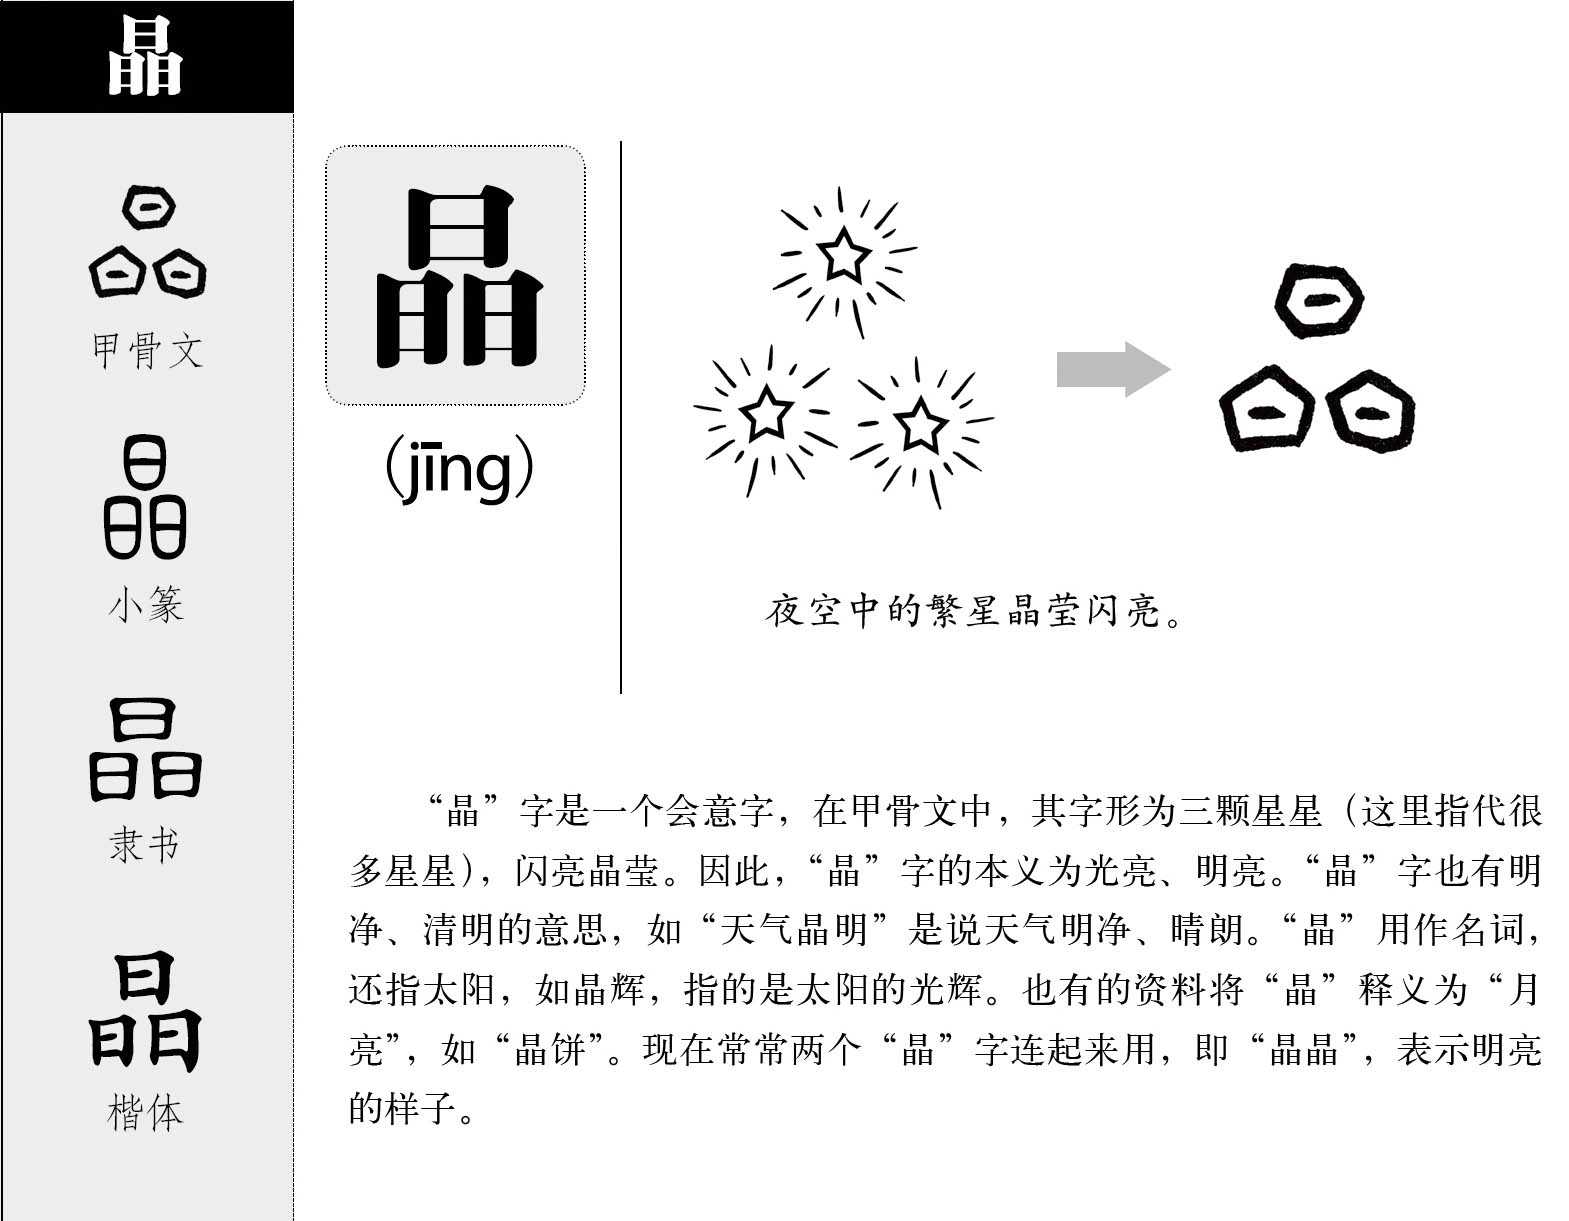 晶
晶
甲骨文
晶
小篆
晶
隶书
晶
楷体
晶
（jīng）
夜空中的繁星晶莹闪亮。
“晶”字是一个会意字，在甲骨文中，其字形为三颗星星（这里指代很
多星星），闪亮晶莹。因此，“晶”字的本义为光亮、明亮。“晶”字也有明
净、清明的意思，如“天气晶明”是说天气明净、晴朗。“晶”用作名词，
还指太阳，如晶辉，指的是太阳的光辉。也有的资料将“晶”释义为“月
亮”，如“晶饼”。现在常常两个“晶”字连起来用，即“晶晶”，表示明亮
的样子。